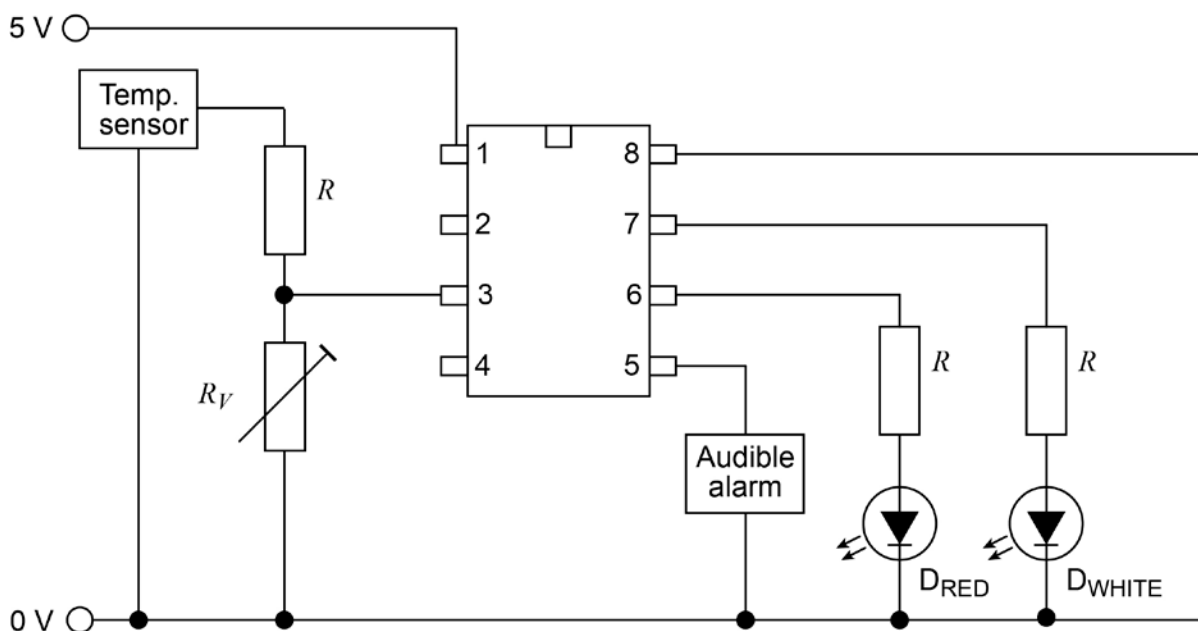 5 V
Temp.
sensor
R
1
2
3
4
8
7
6
5
R
R
R_V
Audible
alarm
D_RED
D_WHITE
0 V